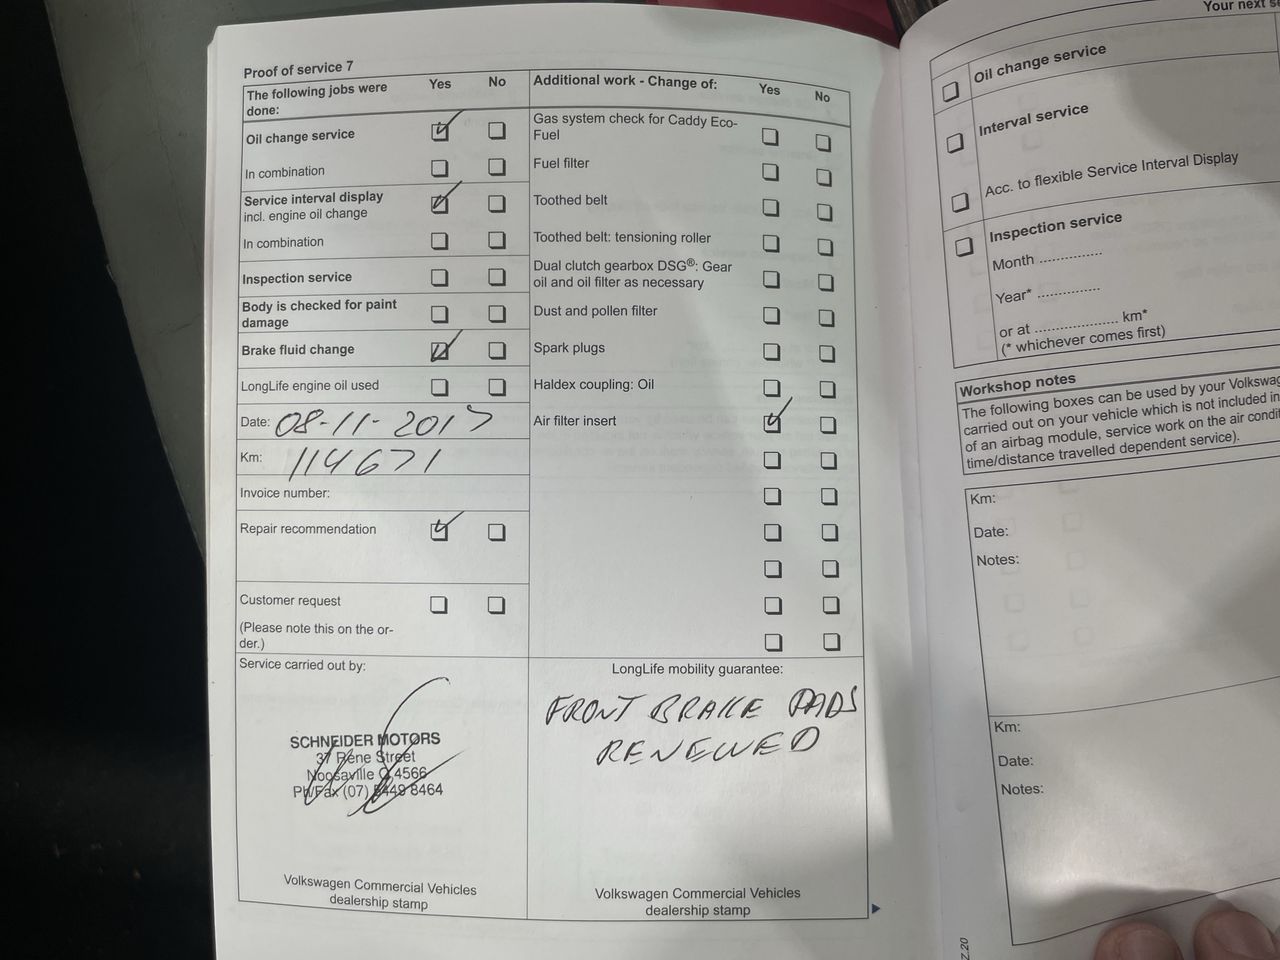 Proof of service 7
The following jobs were
done:
Yes
No
Oil change service
In combination
Service interval display
incl. engine oil change
In combination
Inspection service
Body is checked for paint
damage
Brake fluid change
LongLife engine oil used
Date: 08-11-2017
Km: 114671
Invoice number:
Repair recommendation
Customer request
(Please note this on the or-
der.)
Service carried out by:
SCHNEIDER MOTORS
37 Rene Street
Noosaville Q 4566
Ph/Fax (07) 5449 8464
Volkswagen Commercial Vehicles
dealership stamp
Additional work - Change of:
Yes
No
Gas system check for Caddy Eco-
Fuel
Fuel filter
Toothed belt
Toothed belt: tensioning roller
Dual clutch gearbox DSG®: Gear
oil and oil filter as necessary
Dust and pollen filter
Spark plugs
Haldex coupling: Oil
Air filter insert
LongLife mobility guarantee:
FRONT BRAKE PADS
RENEWED
Volkswagen Commercial Vehicles
dealership stamp
Your next
Oil change service
Interval service
Acc. to flexible Service Interval Display
Inspection service
Month ..............
Year* ..............
or at ................... km*
(* whichever comes first)
Workshop notes
The following boxes can be used by your
carried out on your vehicle which is not included in
of an airbag module, service work on the air
time/distance travelled dependent service).
Km:
Date:
Notes:
Km:
Date:
Notes: